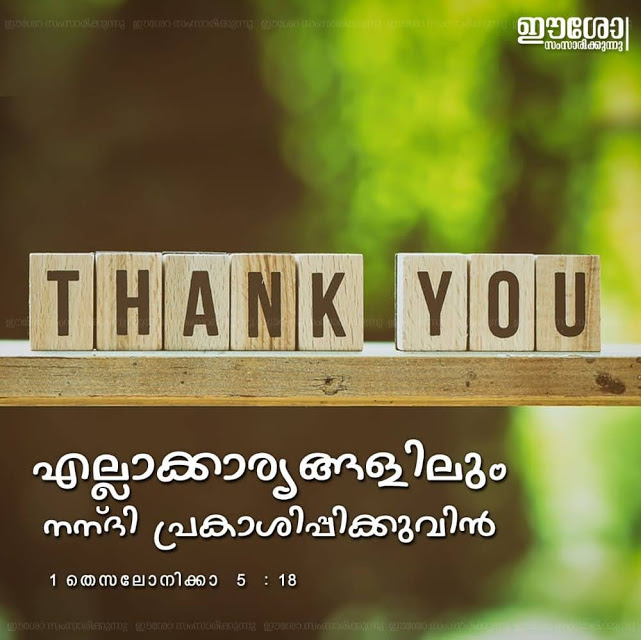 ഈശോ
സംസാരിക്കുന്നു
THANK YOU
എല്ലാക്കാര്യങ്ങളിലും
നന്ദി പ്രകാശിപ്പിക്കുവിൻ
1 തെസലോനിക്കാ 5 : 18